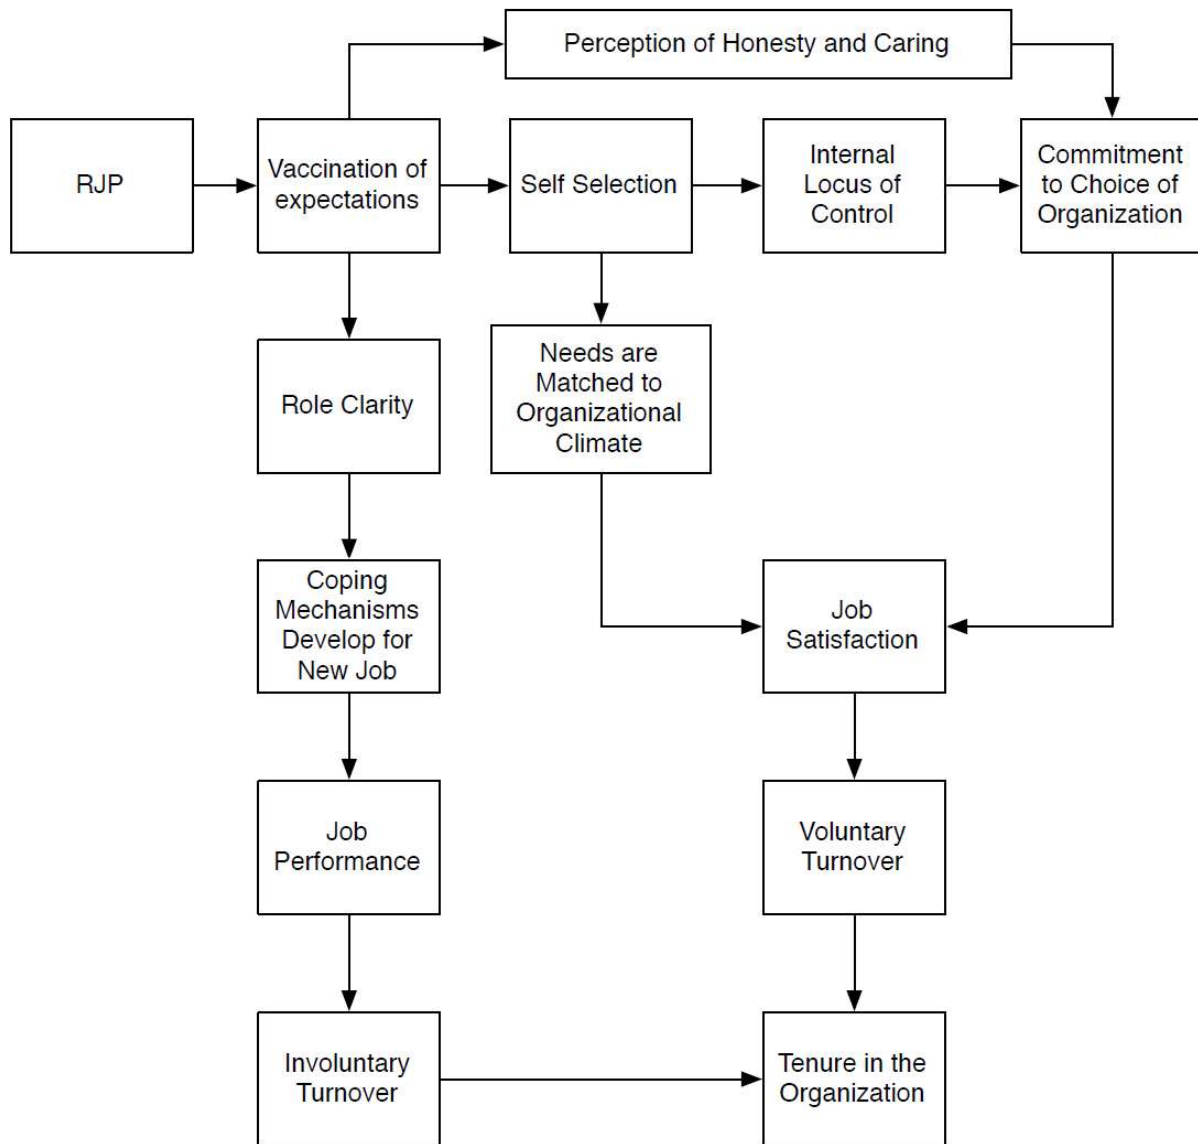 Perception of Honesty and Caring
RJP
Vaccination of
expectations
Self Selection
Internal
Locus of
Control
Commitment
to Choice of
Organization
Role Clarity
Needs are
Matched to
Organizational
Climate
Coping
Mechanisms
Develop for
New Job
Job
Satisfaction
Job
Performance
Voluntary
Turnover
Involuntary
Turnover
Tenure in the
Organization